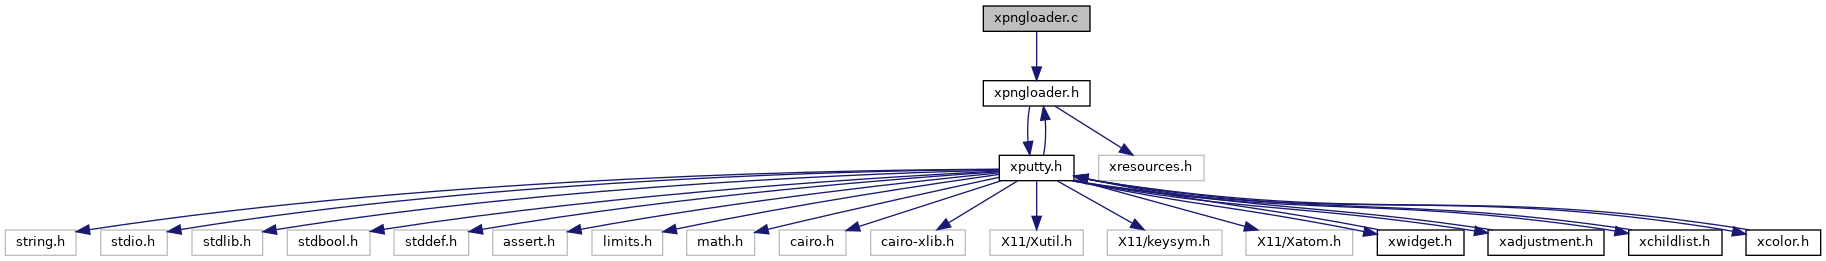 xpngloader.c
xpngloader.h
xputty.h
xresources.h
string.h
stdio.h
stdlib.h
stdbool.h
stddef.h
assert.h
limits.h
math.h
cairo.h
cairo-xlib.h
X11/Xutil.h
X11/keysym.h
X11/Xatom.h
xwidget.h
xadjustment.h
xchildlist.h
xcolor.h